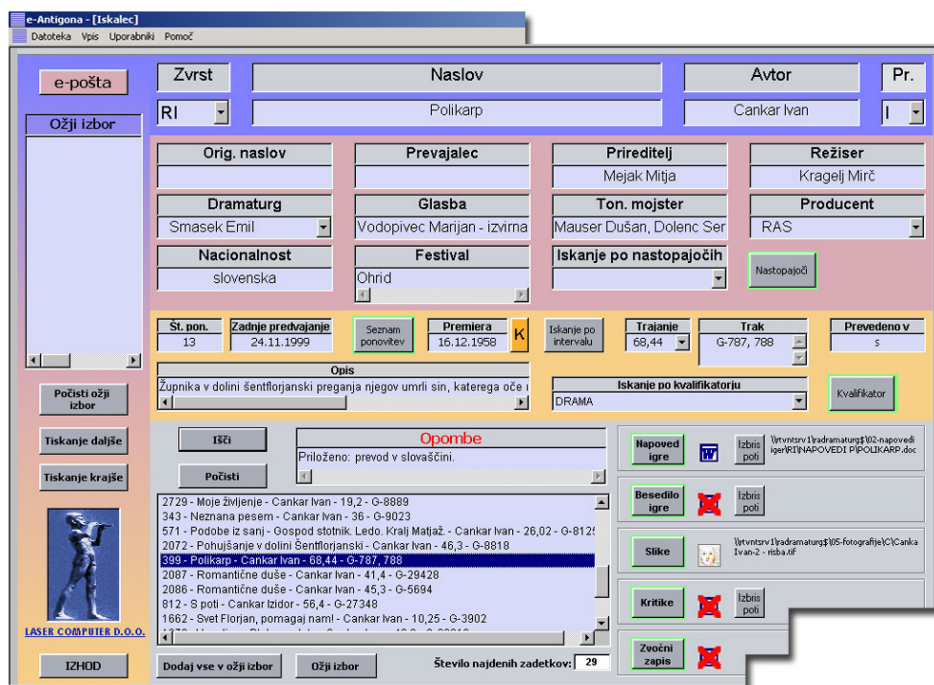 e-Antigona - [Iskalec]
Datoteka Vpis Uporabniki Pomoč
e-pošta
Ožji izbor
Počisti ožji izbor
Tiskanje daljše
Tiskanje krajše
LASER COMPUTER D.O.O.
IZHOD
Zvrst Naslov Avtor Pr.
RI Polikarp Cankar Ivan I
Orig. naslov Prevajalec Prireditelj Režiser
Mejak Mitja Kragelj Mirč
Dramaturg Glasba Ton. mojster Producent
Smasek Emil Vodopivec Marijan - izvirna Mauser Dušan, Dolenc Ser RAS
Nacionalnost Festival Iskanje po nastopajočih
slovenska Ohrid
Nastopajoči
Št. pon. Zadnje predvajanje Seznam ponovitev Premiera K Iskanje po intervalu Trajanje Trak Prevedeno v
13 24.11.1999 16.12.1958 68,44 G-787, 788 s
Opis
Župnika v dolini šentflorjanski preganja njegov umrli sin, katerega oče
Iskanje po kvalifikatorju
DRAMA
Kvalifikator
Išči
Počisti
Opombe
Priloženo: prevod v slovaščini.
2729 - Moje življenje - Cankar Ivan - 19,2 - G-8889
343 - Neznana pesem - Cankar Ivan - 36 - G-9023
571 - Podobe iz sanj - Gospod stotnik. Ledo. Kralj Matjaž. - Cankar Ivan - 26,02 - G-8125
2072 - Pohujšanje v dolini Šentflorjanski - Cankar Ivan - 46,3 - G-8818
399 - Polikarp - Cankar Ivan - 68,44 - G-787, 788
2087 - Romantične duše - Cankar Ivan - 41,4 - G-29428
2086 - Romantične duše - Cankar Ivan - 45,3 - G-5694
812 - S poti - Cankar Izidor - 56,4 - G-27348
1662 - Svet Florjan, pomagaj nam! - Cankar Ivan - 10,25 - G-3902
Dodaj vse v ožji izbor
Ožji izbor
Število najdenih zadetkov: 29
Napoved igre
Izbris poti
\\rtvntsrv1\radramaturg$\02-napovedi
iger\RI\NAPOVEDI P\POLIKARP.doc
Besedilo igre
Izbris poti
Slike
\\rtvntsrv1\radramaturg$\05-fotografije\C\Canka
Ivan-2 - risba.tif
Kritike
Izbris poti
Zvočni zapis